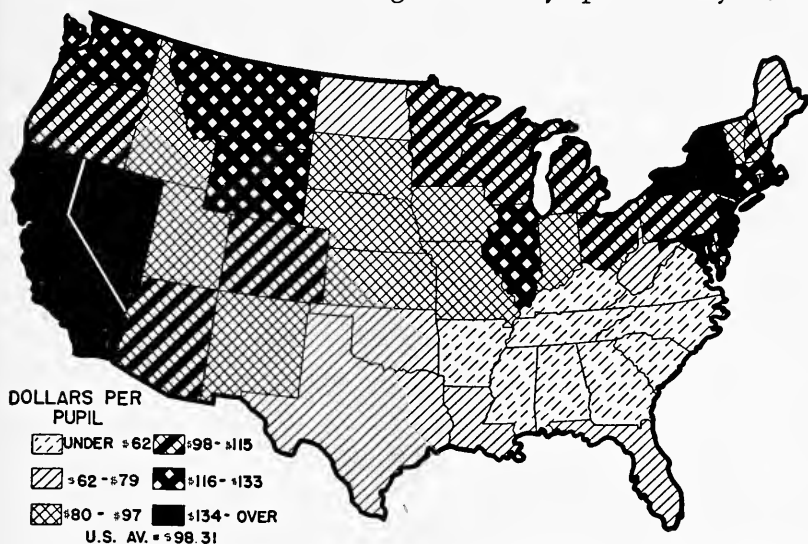 DOLLARS PER
PUPIL
UNDER $62 $98-$115
$62-$79 $116-$133
$80 - $97 $134-OVER
U.S. AV. = $98.31